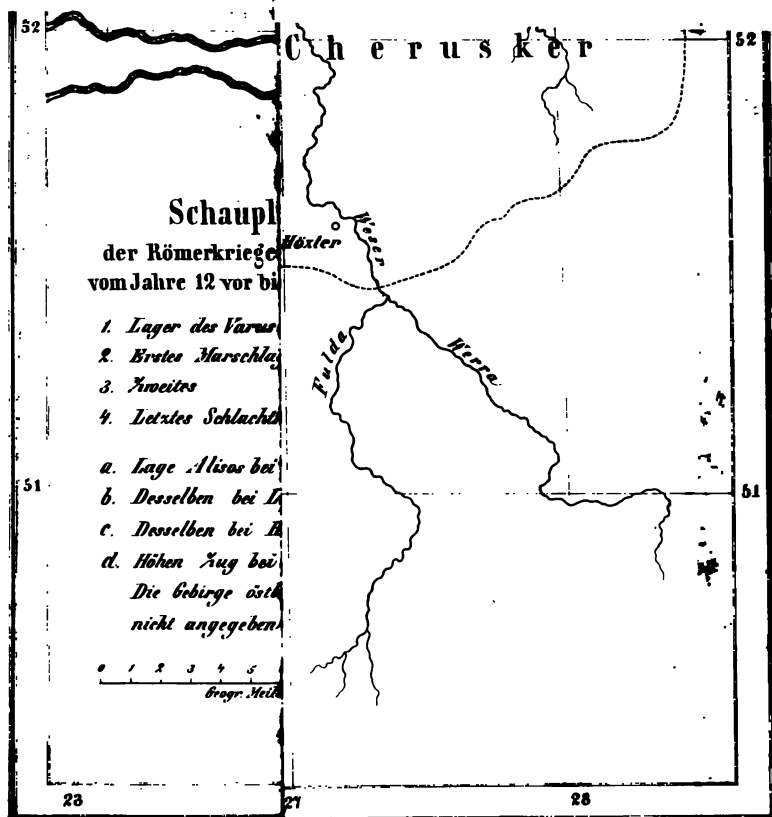 52
Cherusker
52
Schaupl
der Römerkriege
vom Jahre 12 vor bi
Höxter
Weser
1. Lager des Varus
2. Erstes Marschlag
3. Zweites
4. Letztes Schlacht
Fulda
Werra
a. Lage Alisos bei
51
b. Desselben bei
51
c. Desselben bei
d. Höhen Zug bei
Die Gebirge östl
nicht angegeben
0 1 2 3 4 5
Geogr. Meil
23
27
28